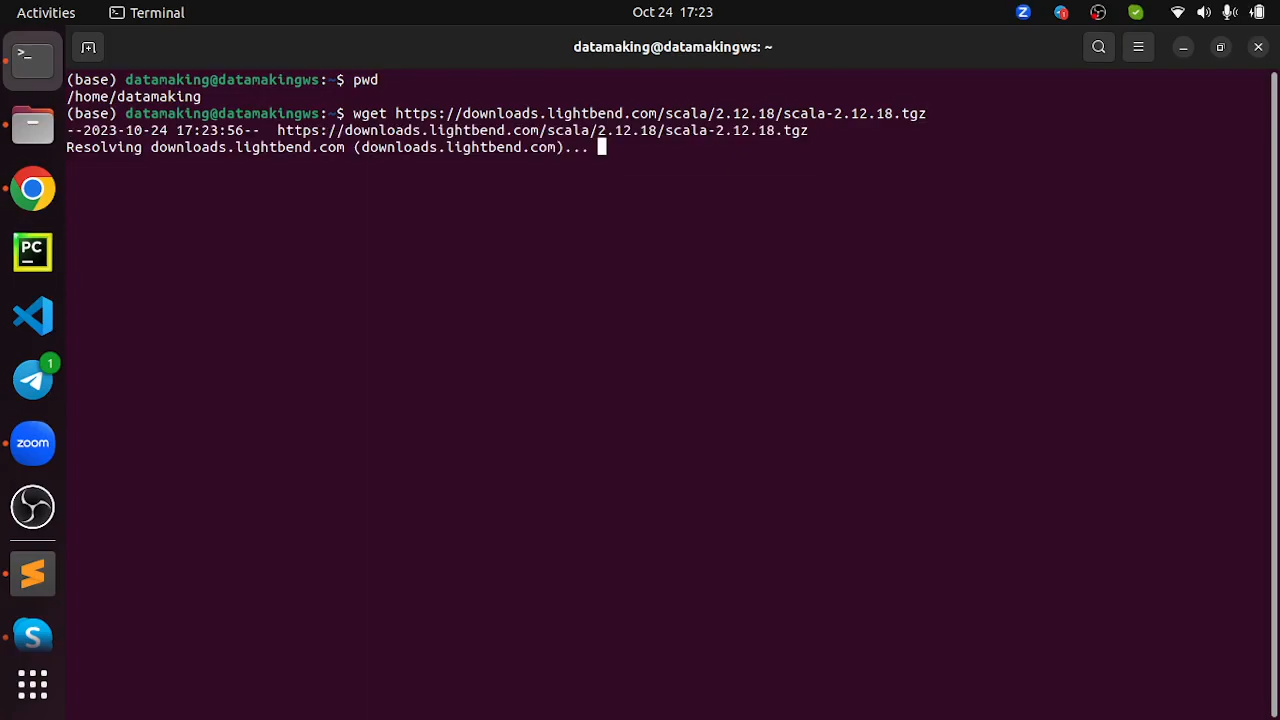 Activities Terminal Oct 24 17:23
datamaking@datamakingws: ~
(base) datamaking@datamakingws:~$ pwd
/home/datamaking
(base) datamaking@datamakingws:~$ wget https://downloads.lightbend.com/scala/2.12.18/scala-2.12.18.tgz
--2023-10-24 17:23:56--  https://downloads.lightbend.com/scala/2.12.18/scala-2.12.18.tgz
Resolving downloads.lightbend.com (downloads.lightbend.com)...
PC
1
zoom
S